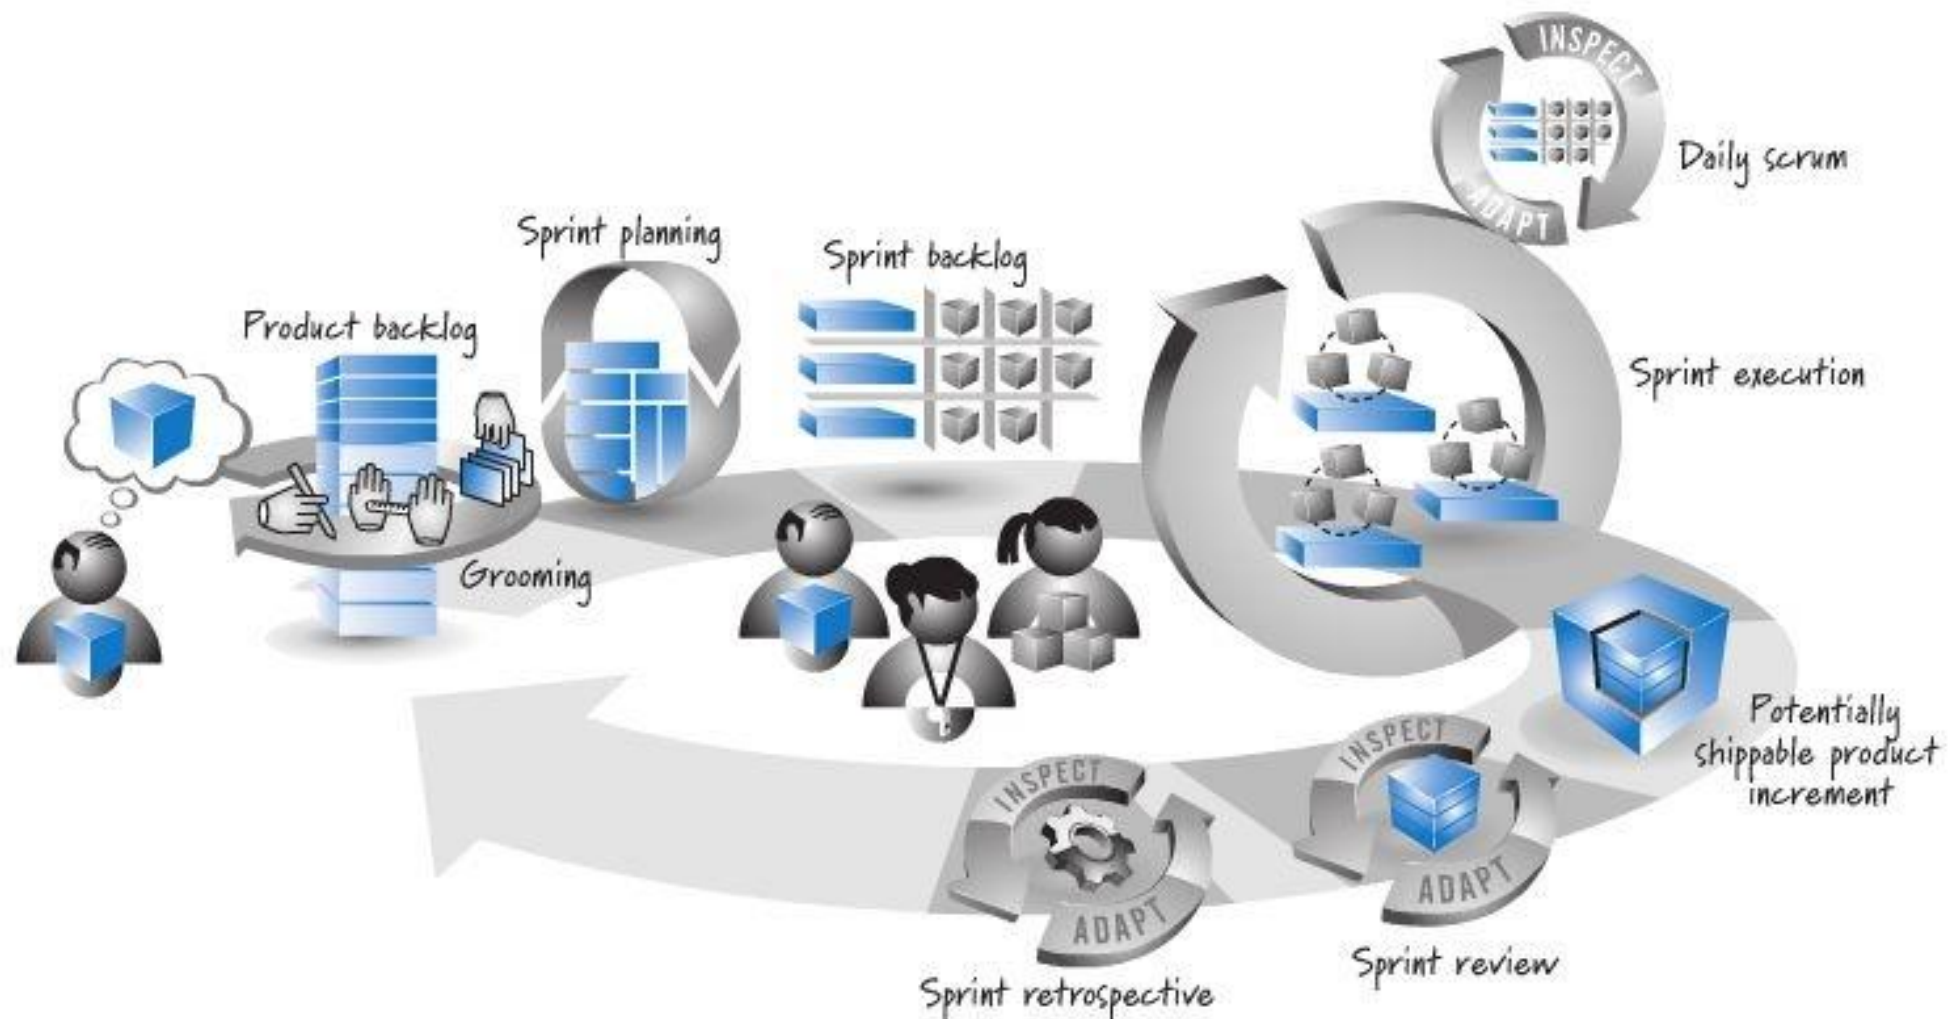 INSPECT
ADAPT
Daily scrum
Sprint planning
Sprint backlog
Product backlog
Sprint execution
Grooming
Potentially
shippable product
increment
INSPECT
ADAPT
Sprint review
INSPECT
ADAPT
Sprint retrospective